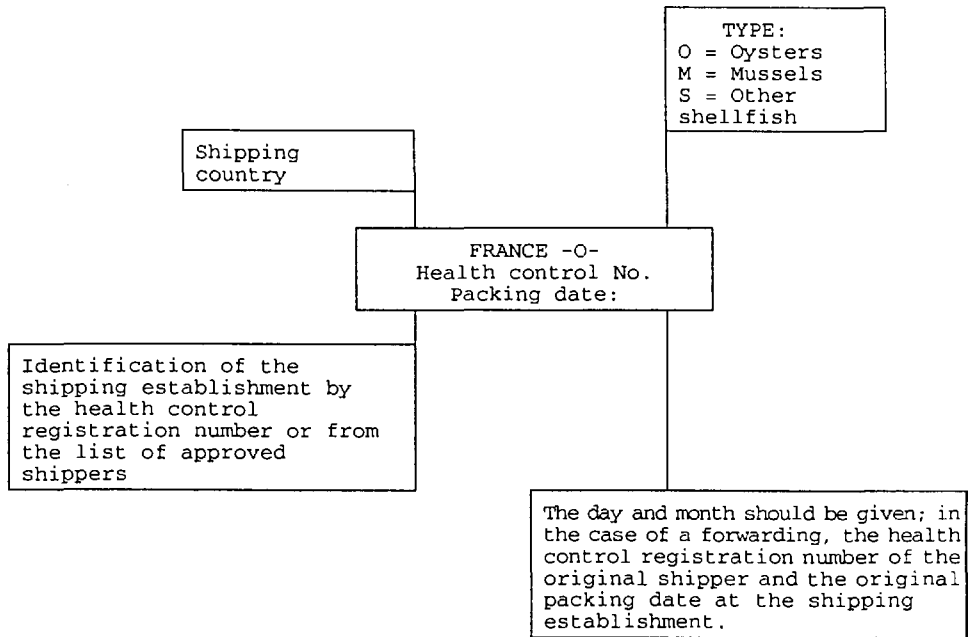 TYPE:
O = Oysters
M = Mussels
S = Other
shellfish
Shipping
country
FRANCE -O-
Health control No.
Packing date:
Identification of the
shipping establishment by
the health control
registration number or from
the list of approved
shippers
The day and month should be given; in
the case of a forwarding, the health
control registration number of the
original shipper and the original
packing date at the shipping
establishment.